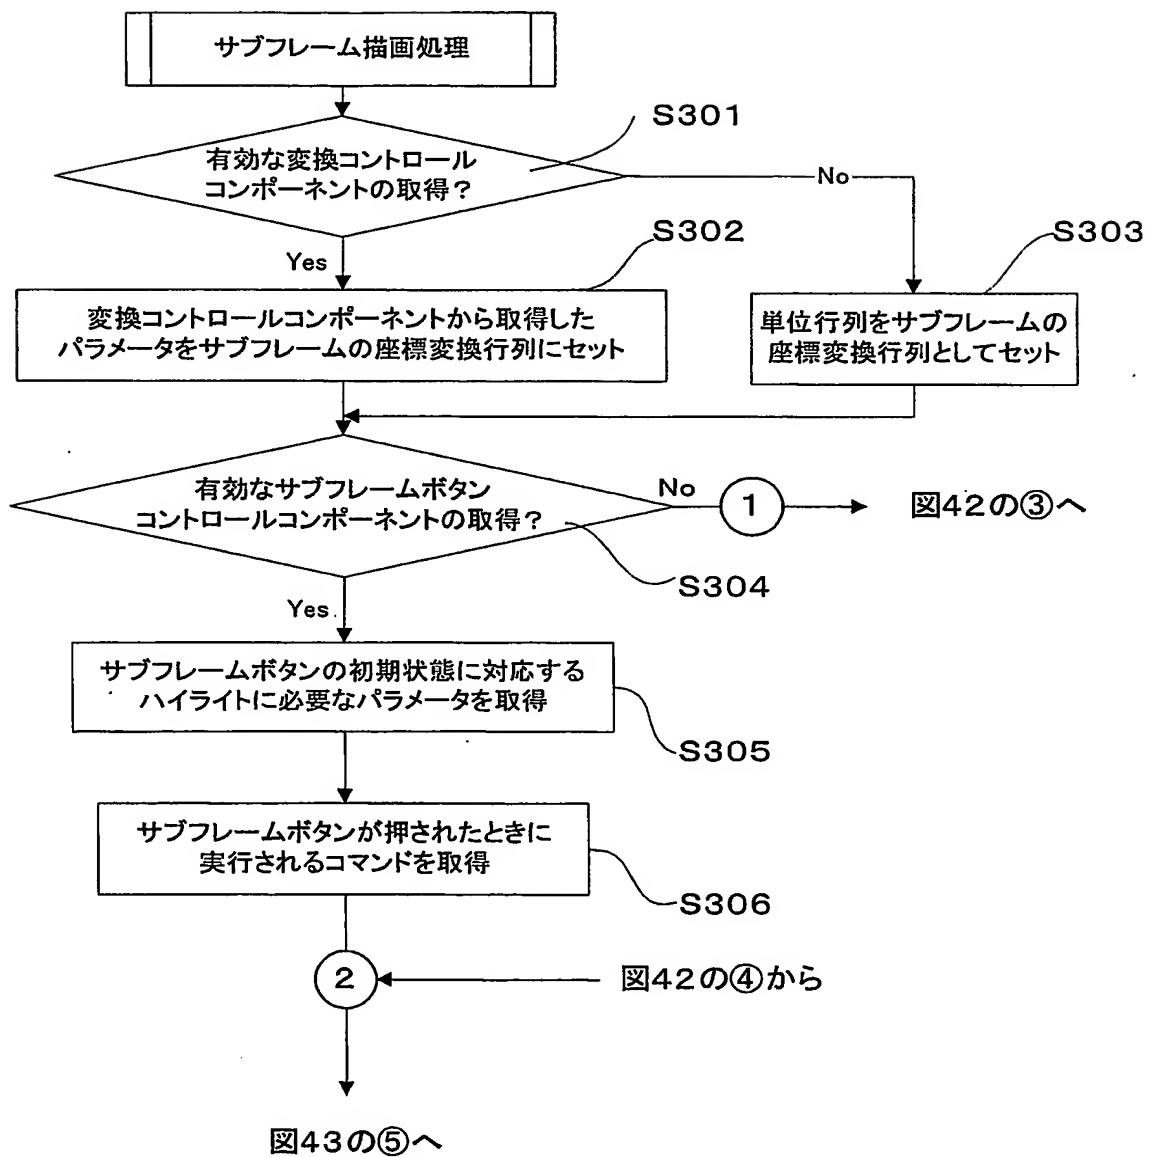 サブフレーム描画処理
S301
有効な変換コントロール
コンポーネントの取得？
No
S302
S303
Yes
変換コントロールコンポーネントから取得した
パラメータをサブフレームの座標変換行列にセット
単位行列をサブフレームの
座標変換行列としてセット
有効なサブフレームボタン
コントロールコンポーネントの取得？
No
1
図42の③へ
S304
Yes
サブフレームボタンの初期状態に対応する
ハイライトに必要なパラメータを取得
S305
サブフレームボタンが押されたときに
実行されるコマンドを取得
S306
2
図42の④から
図43の⑤へ